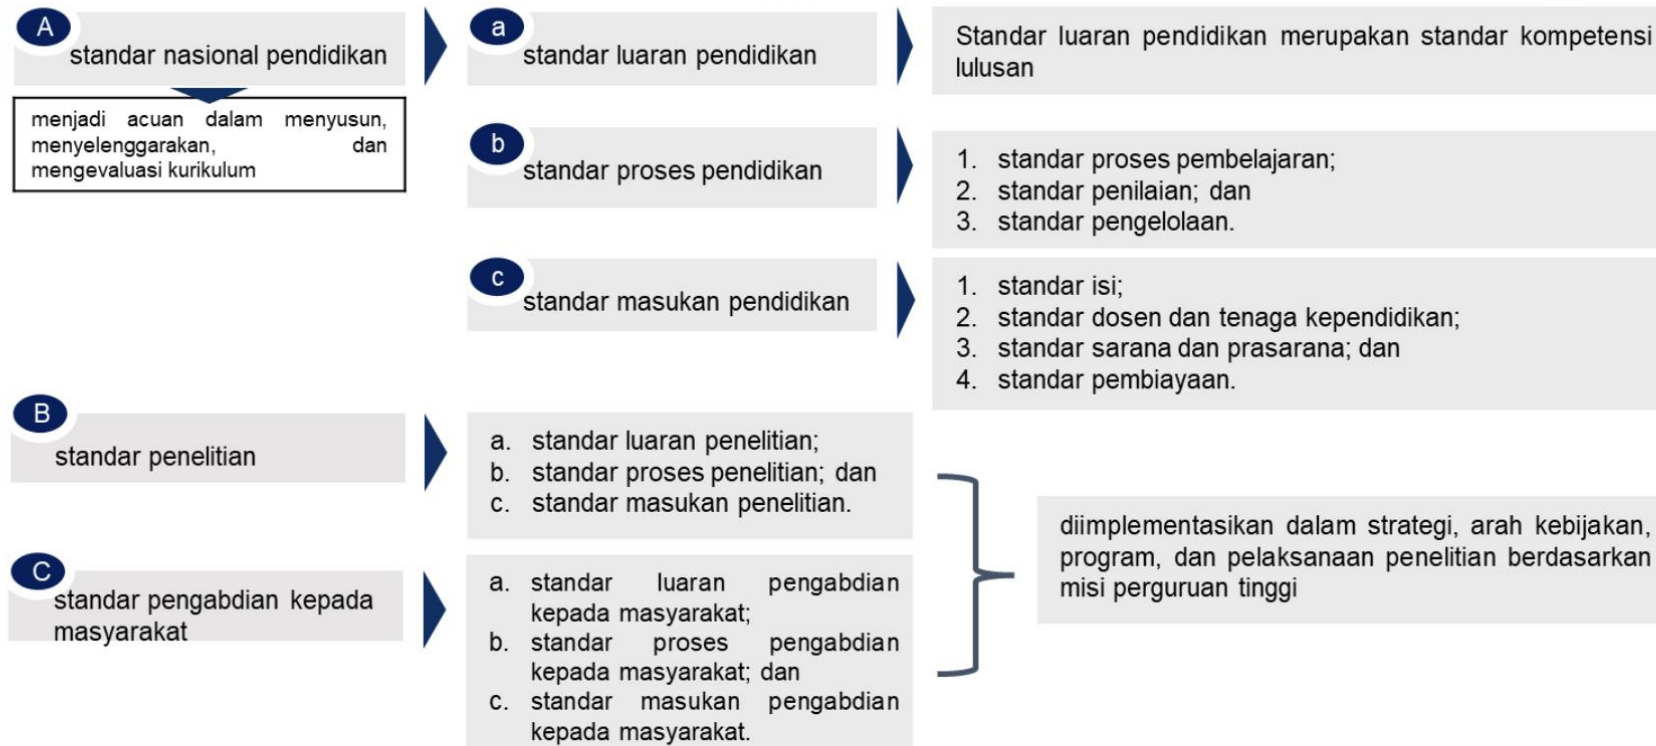 A
standar nasional pendidikan
menjadi acuan dalam menyusun,
menyelenggarakan, dan
mengevaluasi kurikulum
a
standar luaran pendidikan
Standar luaran pendidikan merupakan standar kompetensi
lulusan
b
standar proses pendidikan
1. standar proses pembelajaran;
2. standar penilaian; dan
3. standar pengelolaan.
c
standar masukan pendidikan
1. standar isi;
2. standar dosen dan tenaga kependidikan;
3. standar sarana dan prasarana; dan
4. standar pembiayaan.
B
standar penelitian
a. standar luaran penelitian;
b. standar proses penelitian; dan
c. standar masukan penelitian.
C
standar pengabdian kepada
masyarakat
a. standar luaran pengabdian
kepada masyarakat;
b. standar proses pengabdian
kepada masyarakat; dan
c. standar masukan pengabdian
kepada masyarakat.
diimplementasikan dalam strategi, arah kebijakan,
program, dan pelaksanaan penelitian berdasarkan
misi perguruan tinggi